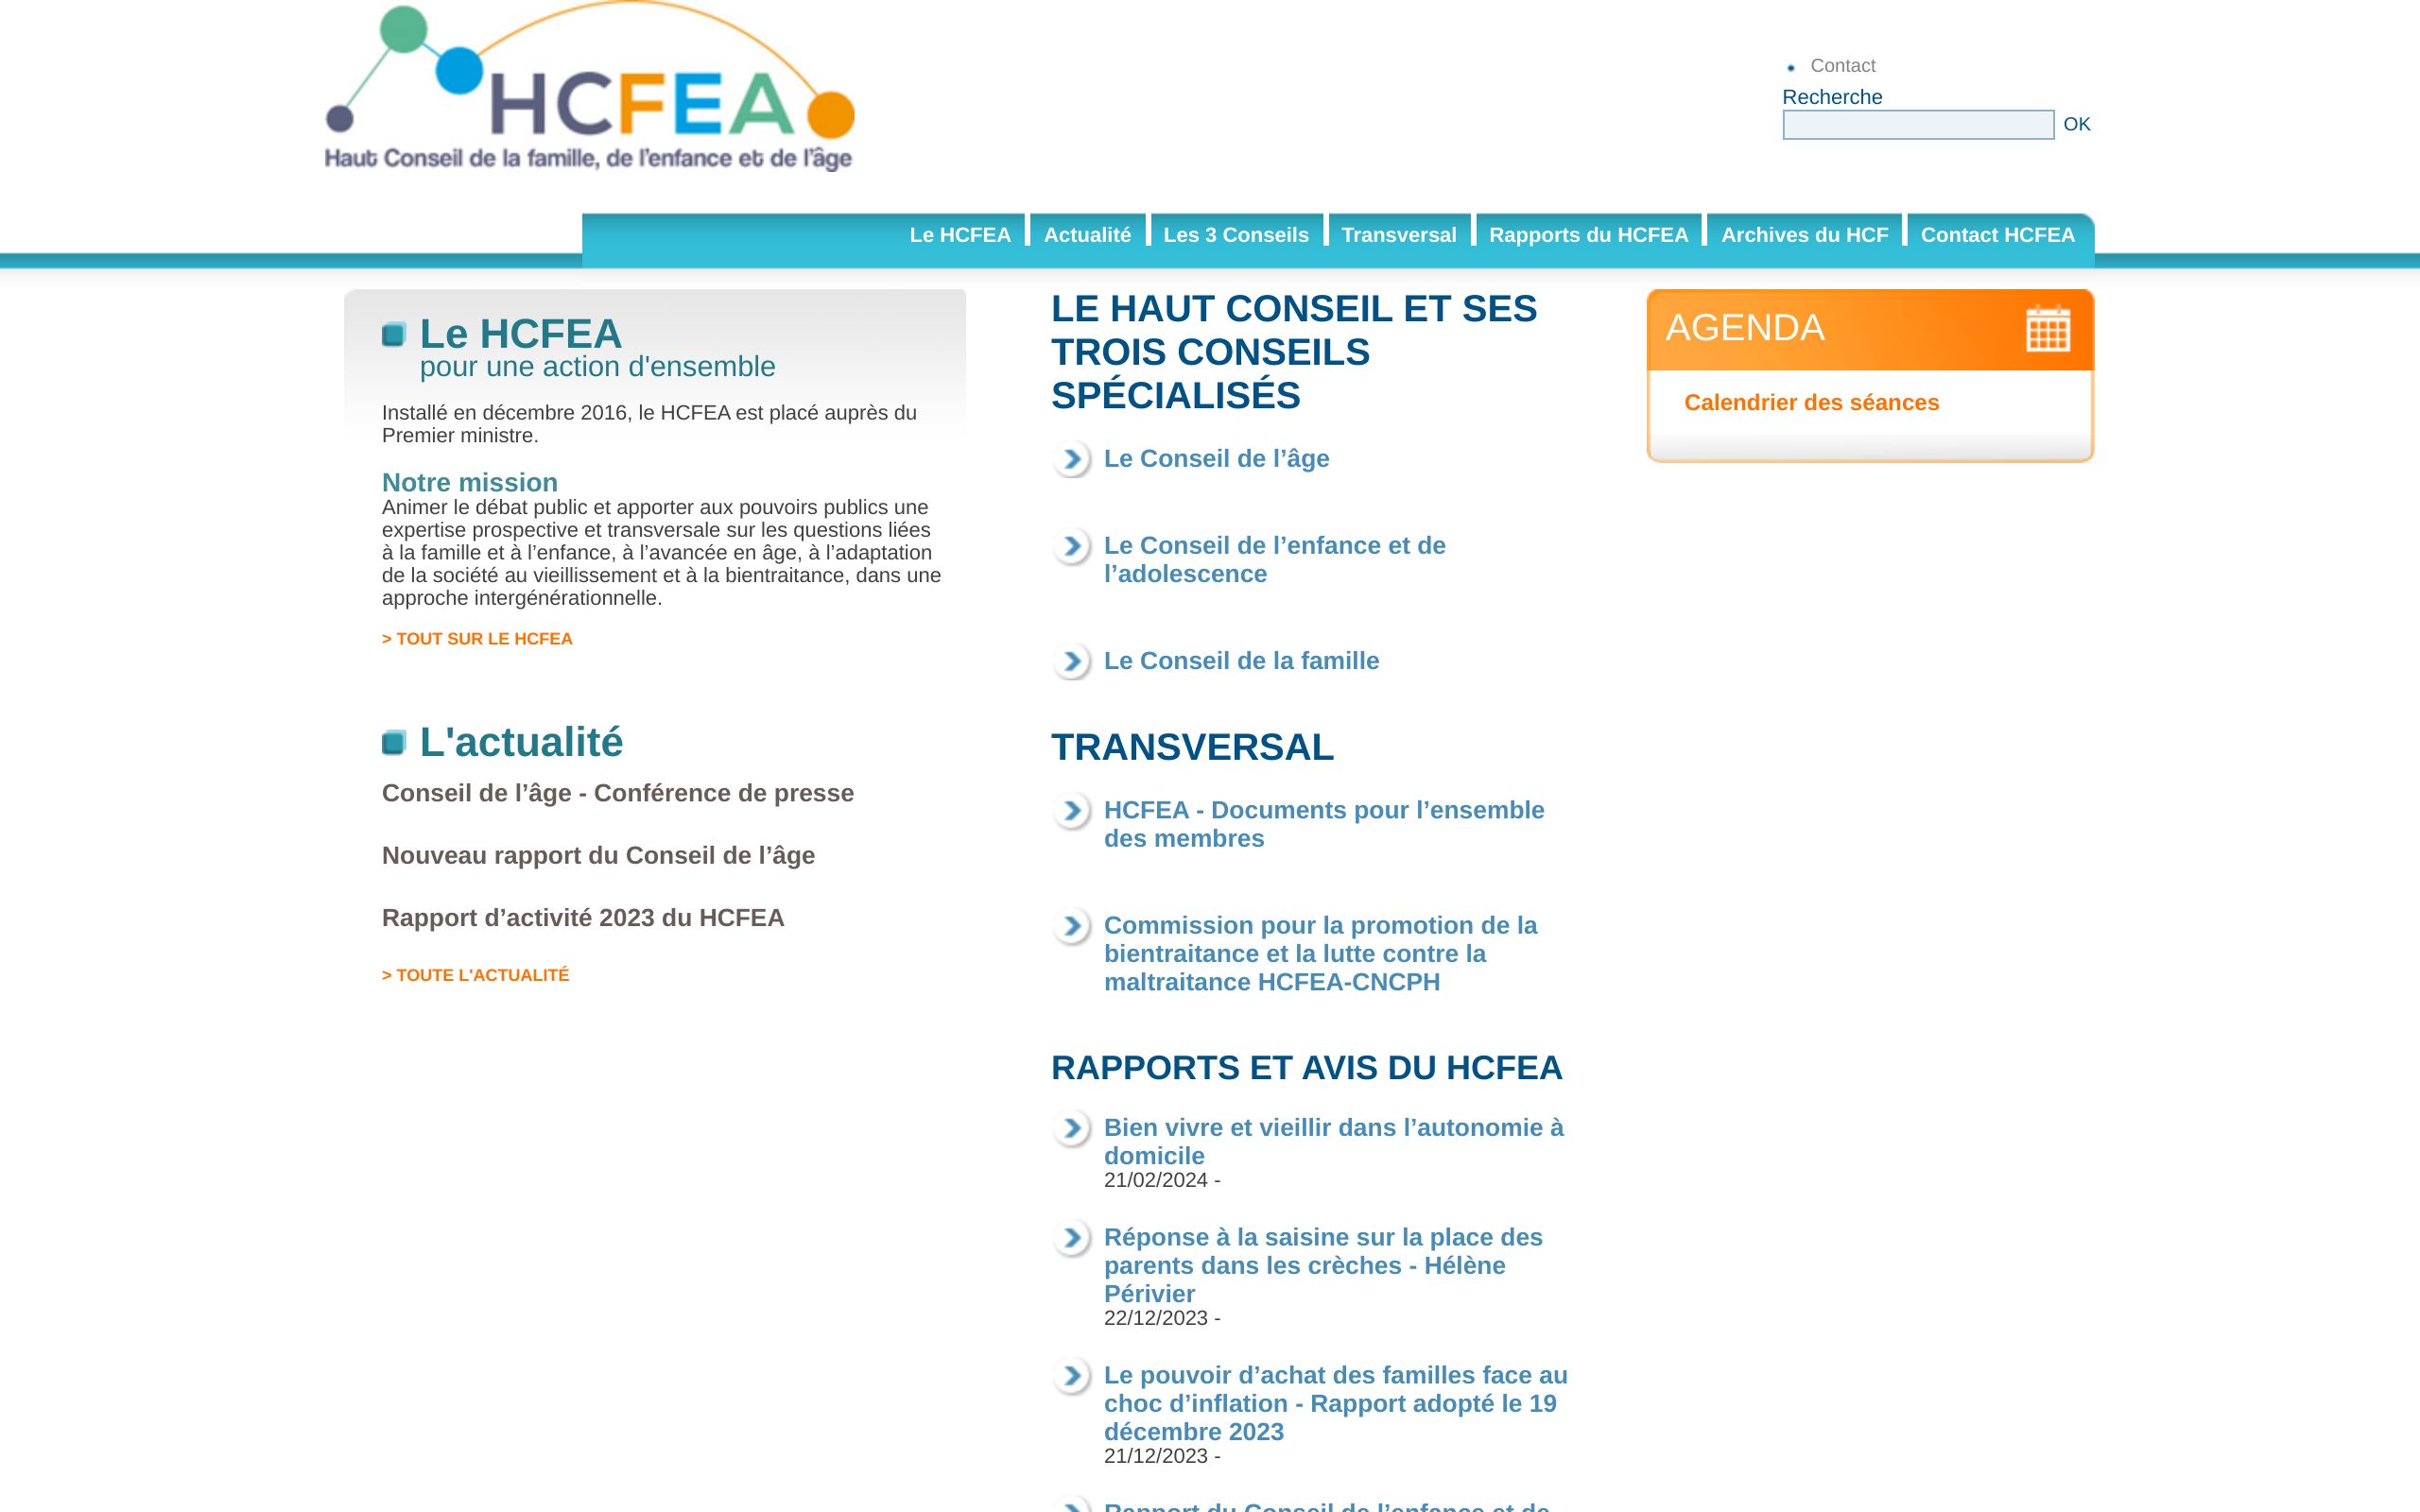 HCFEA
Haut Conseil de la famille, de l'enfance et de l'âge
Contact
Recherche
OK
Le HCFEA
Actualité
Les 3 Conseils
Transversal
Rapports du HCFEA
Archives du HCF
Contact HCFEA
Le HCFEA
pour une action d'ensemble
Installé en décembre 2016, le HCFEA est placé auprès du
Premier ministre.
Notre mission
Animer le débat public et apporter aux pouvoirs publics une
expertise prospective et transversale sur les questions liées
à la famille et à l’enfance, à l’avancée en âge, à l’adaptation
de la société au vieillissement et à la bientraitance, dans une
approche intergénérationnelle.
> TOUT SUR LE HCFEA
L'actualité
Conseil de l’âge - Conférence de presse
Nouveau rapport du Conseil de l’âge
Rapport d’activité 2023 du HCFEA
> TOUTE L'ACTUALITÉ
LE HAUT CONSEIL ET SES
TROIS CONSEILS
SPÉCIALISÉS
Le Conseil de l’âge
Le Conseil de l’enfance et de
l’adolescence
Le Conseil de la famille
TRANSVERSAL
HCFEA - Documents pour l’ensemble
des membres
Commission pour la promotion de la
bientraitance et la lutte contre la
maltraitance HCFEA-CNCPH
RAPPORTS ET AVIS DU HCFEA
Bien vivre et vieillir dans l’autonomie à
domicile
21/02/2024 -
Réponse à la saisine sur la place des
parents dans les crèches - Hélène
Périvier
22/12/2023 -
Le pouvoir d’achat des familles face au
choc d’inflation - Rapport adopté le 19
décembre 2023
21/12/2023 -
Rapport du Conseil de l’enfance et de
AGENDA
Calendrier des séances